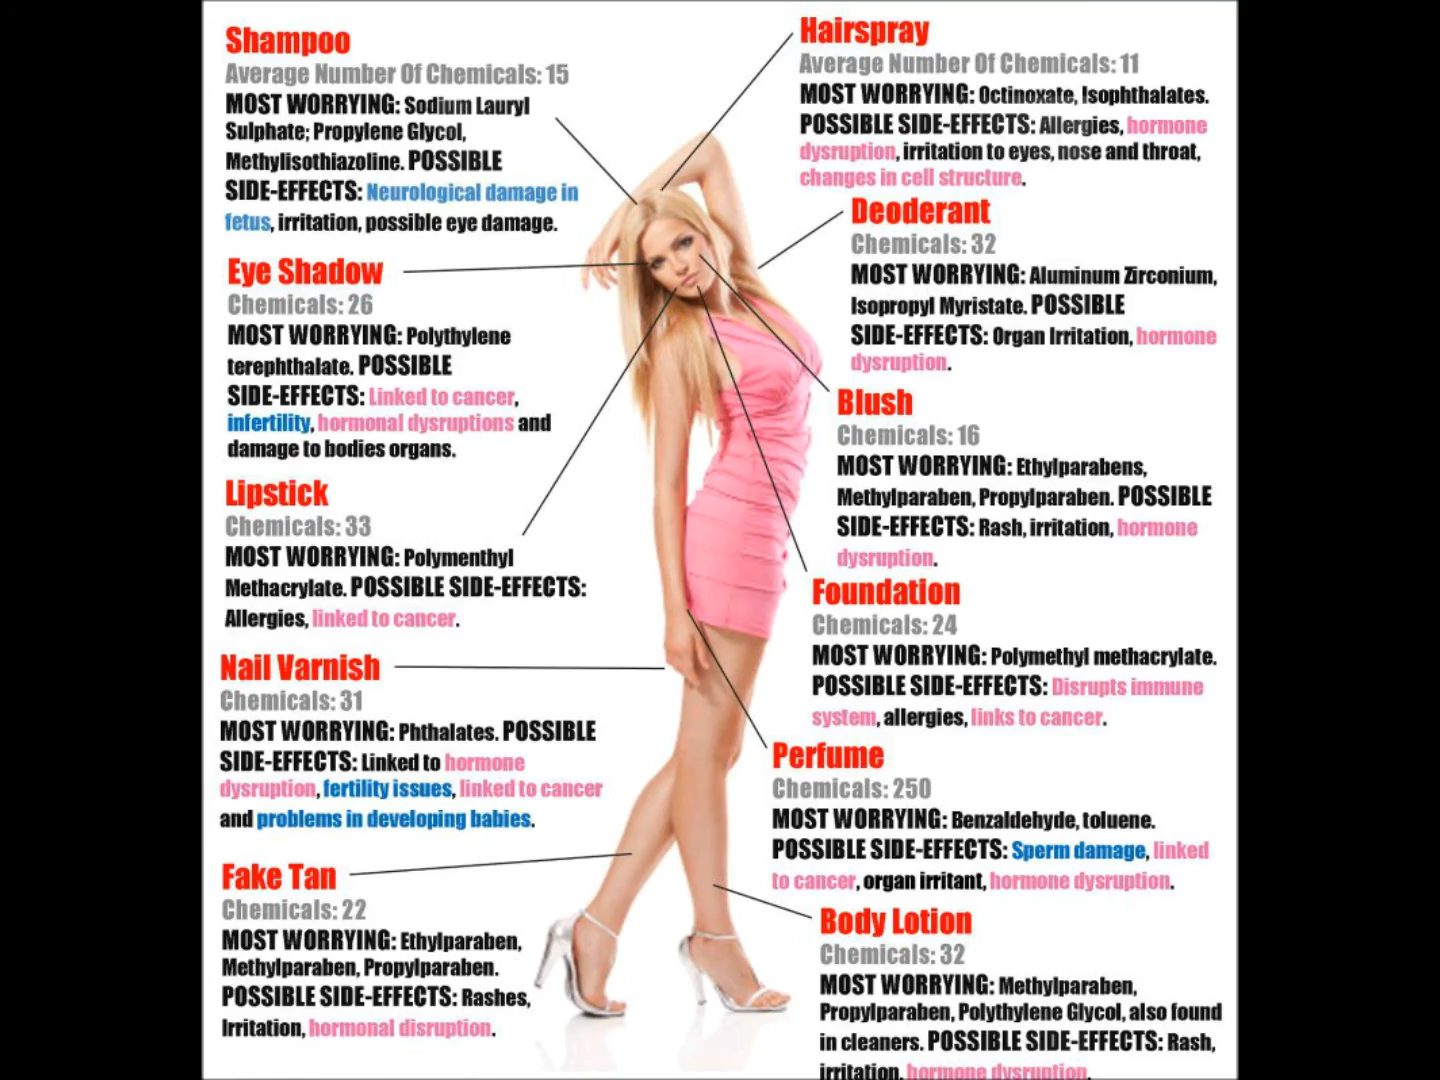 Shampoo
Average Number Of Chemicals: 15
MOST WORRYING: Sodium Lauryl
Sulphate; Propylene Glycol,
Methylisothiazoline. POSSIBLE
SIDE-EFFECTS: Neurological damage in
fetus, irritation, possible eye damage.
Eye Shadow
Chemicals: 26
MOST WORRYING: Polythylene
terephthalate. POSSIBLE
SIDE-EFFECTS: Linked to cancer,
infertility, hormonal dysruptions and
damage to bodies organs.
Lipstick
Chemicals: 33
MOST WORRYING: Polymenthyl
Methacrylate. POSSIBLE SIDE-EFFECTS:
Allergies, linked to cancer.
Nail Varnish
Chemicals: 31
MOST WORRYING: Phthalates. POSSIBLE
SIDE-EFFECTS: Linked to hormone
dysruption, fertility issues, linked to cancer
and problems in developing babies.
Fake Tan
Chemicals: 22
MOST WORRYING: Ethylparaben,
Methylparaben, Propylparaben.
POSSIBLE SIDE-EFFECTS: Rashes,
Irritation, hormonal disruption.
Hairspray
Average Number Of Chemicals: 11
MOST WORRYING: Octinoxate, Isophthalates.
POSSIBLE SIDE-EFFECTS: Allergies, hormone
dysruption, irritation to eyes, nose and throat,
changes in cell structure.
Deoderant
Chemicals: 32
MOST WORRYING: Aluminum Zirconium,
Isopropyl Myristate. POSSIBLE
SIDE-EFFECTS: Organ Irritation, hormone
dysruption.
Blush
Chemicals: 16
MOST WORRYING: Ethylparabens,
Methylparaben, Propylparaben. POSSIBLE
SIDE-EFFECTS: Rash, irritation, hormone
dysruption.
Foundation
Chemicals: 24
MOST WORRYING: Polymethyl methacrylate.
POSSIBLE SIDE-EFFECTS: Disrupts immune
system, allergies, links to cancer.
Perfume
Chemicals: 250
MOST WORRYING: Benzaldehyde, toluene.
POSSIBLE SIDE-EFFECTS: Sperm damage, linked
to cancer, organ irritant, hormone dysruption.
Body Lotion
Chemicals: 32
MOST WORRYING: Methylparaben,
Propylparaben, Polythylene Glycol, also found
in cleaners. POSSIBLE SIDE-EFFECTS: Rash,
irritation, hormone dysruption.